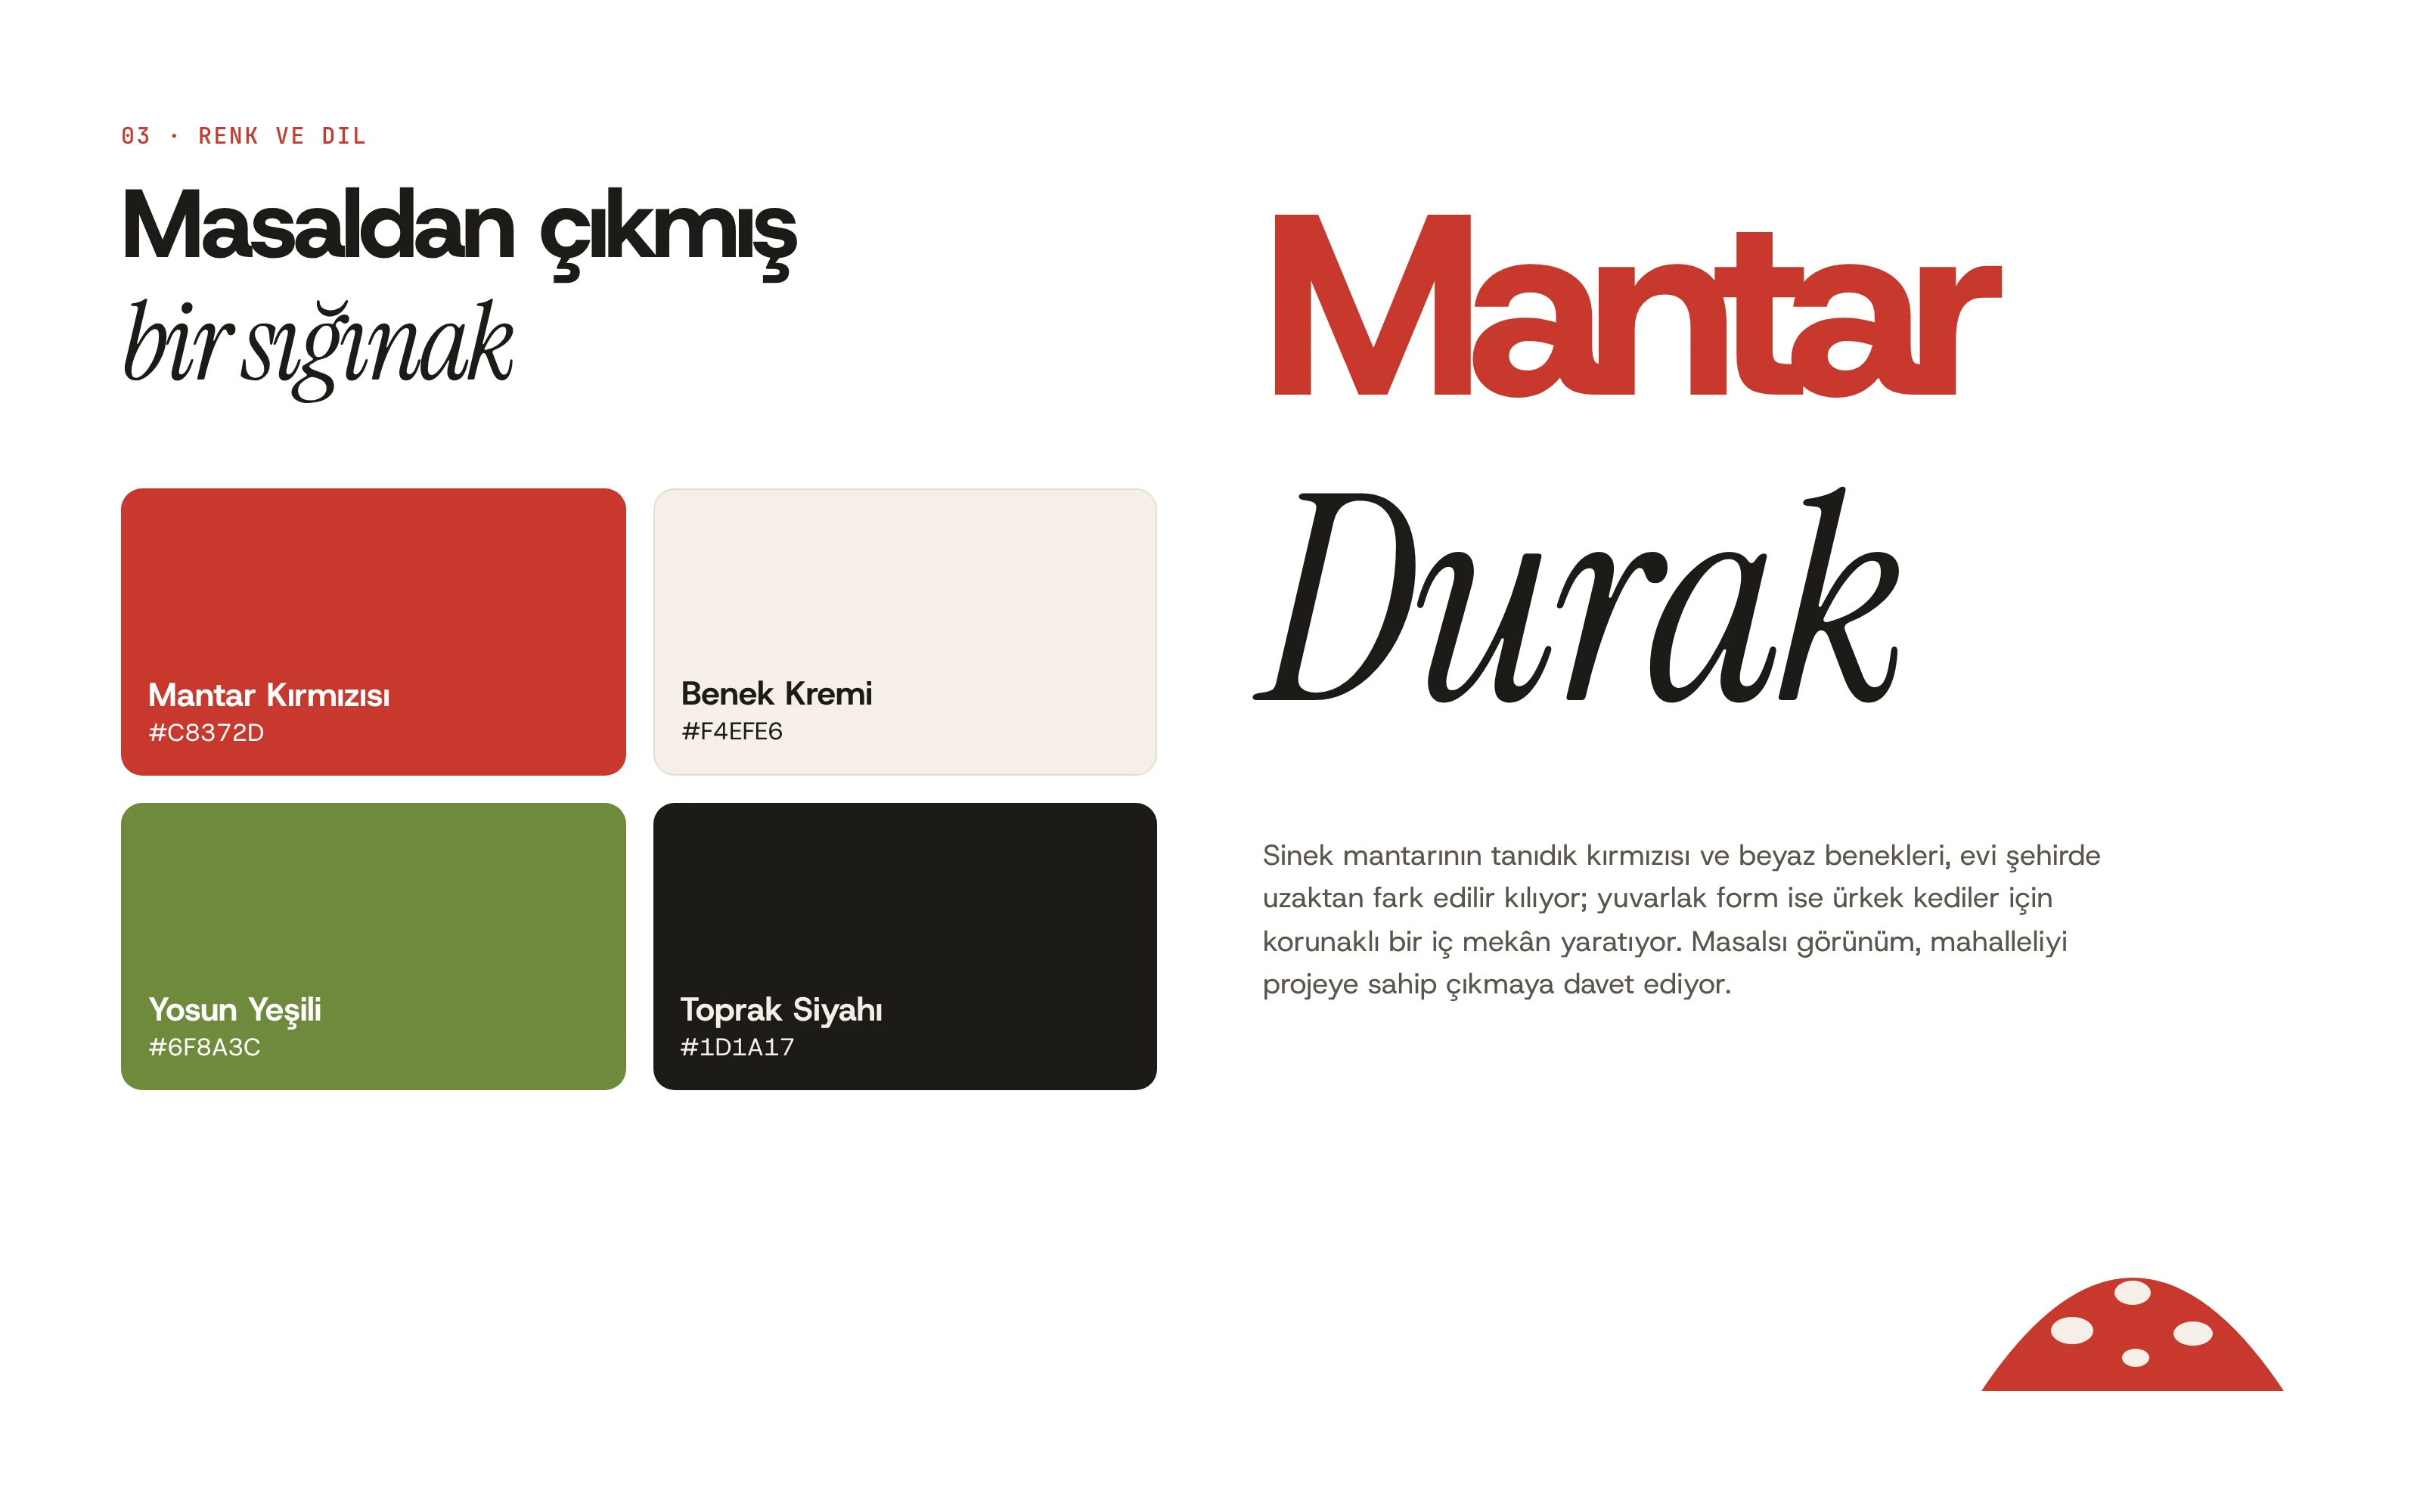 03 · RENK VE DIL
Masaldan çıkmış
bir sığınak
Mantar Kırmızısı
#C8372D
Benek Kremi
#F4EFE6
Yosun Yeşili
#6F8A3C
Toprak Siyahı
#1D1A17
Mantar
Durak
Sinek mantarının tanıdık kırmızısı ve beyaz benekleri, evi şehirde
uzaktan fark edilir kılıyor; yuvarlak form ise ürkek kediler için
korunaklı bir iç mekân yaratıyor. Masalsı görünüm, mahalleliyi
projeye sahip çıkmaya davet ediyor.